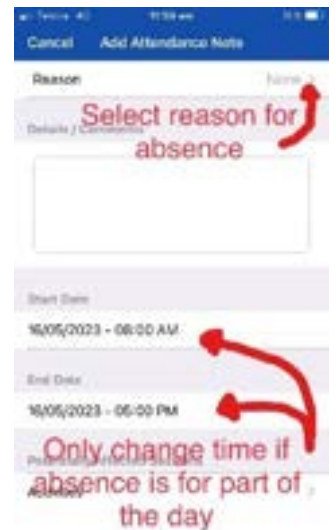 Cancel Add Attendance Note
Reason None
Select reason for
Details / Comments
absence
Start Date
16/05/2023 - 08:00 AM
End Date
16/05/2023 - 05:00 PM
Only change time if
absence is for part of
the day